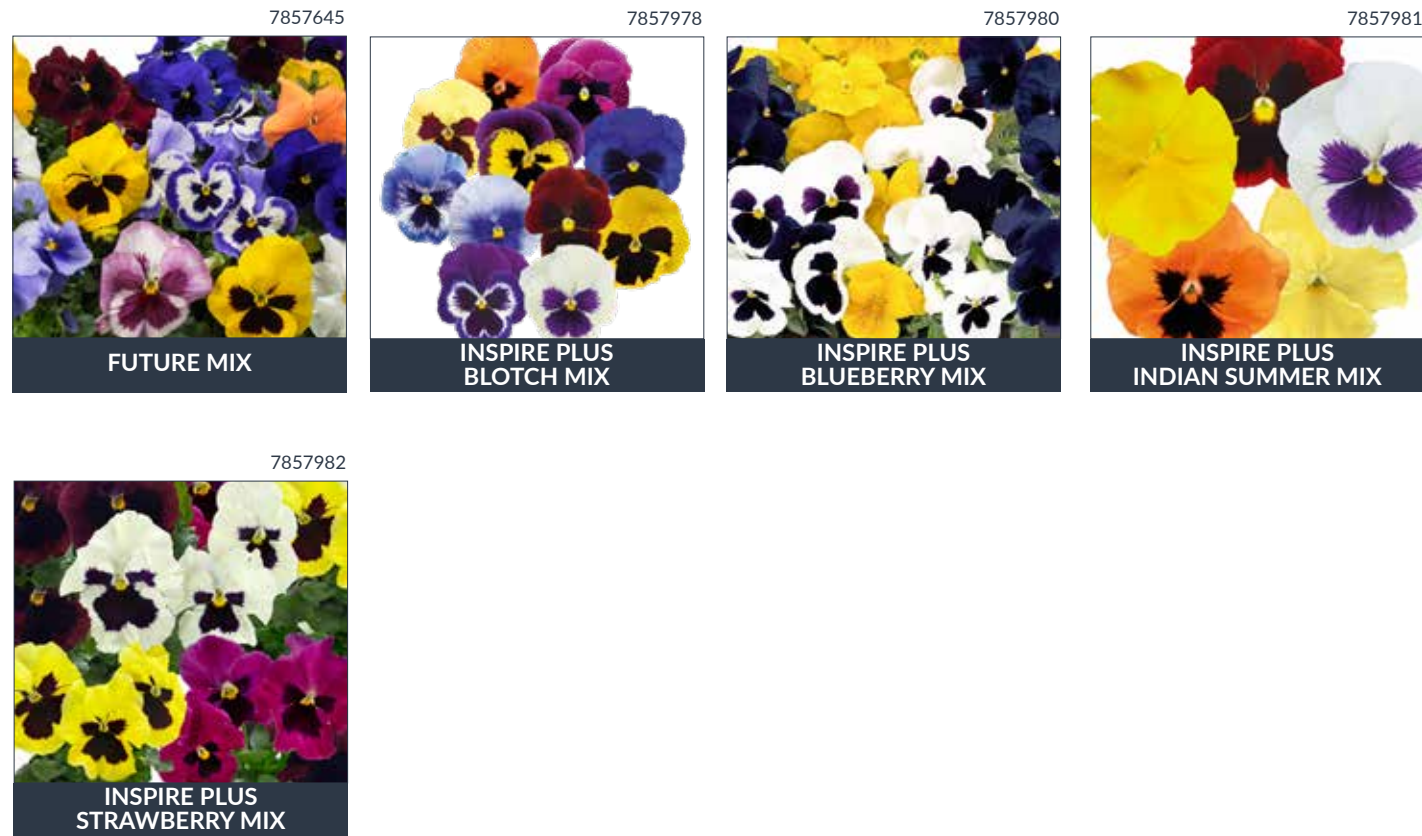 7857645
7857978
7857980
7857981
FUTURE MIX
INSPIRE PLUS
BLOTCH MIX
INSPIRE PLUS
BLUEBERRY MIX
INSPIRE PLUS
INDIAN SUMMER MIX
7857982
INSPIRE PLUS
STRAWBERRY MIX